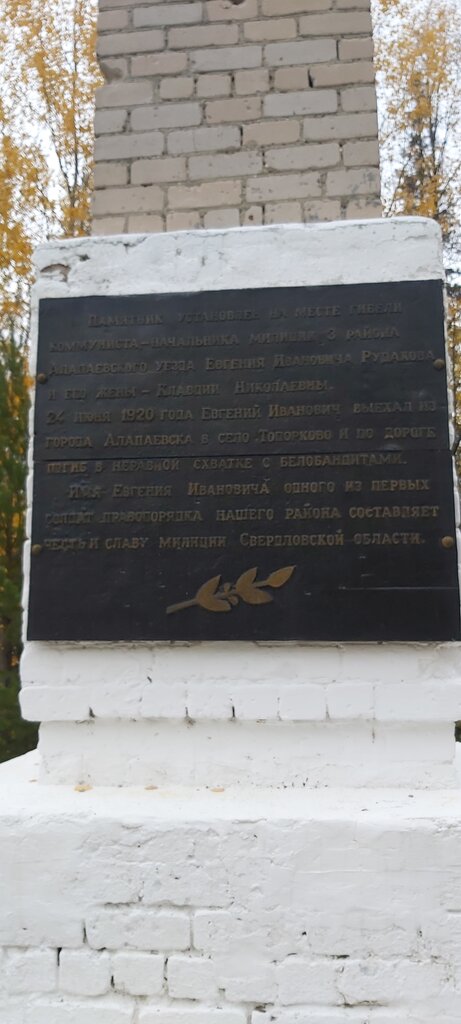 Памятник установлен на месте гибели
коммуниста-начальника милиции 3 района
Алапаевского уезда Евгения Ивановича Рудакова
и его жены - Клавдии Николаевны.
24 июня 1920 года Евгений Иванович выехал из
города Алапаевска в село Топорково и по дороге
погиб в неравной схватке с белобандитами.
Имя Евгения Ивановича одного из первых
солдат правопорядка нашего района составляет
честь и славу милиции Свердловской области.